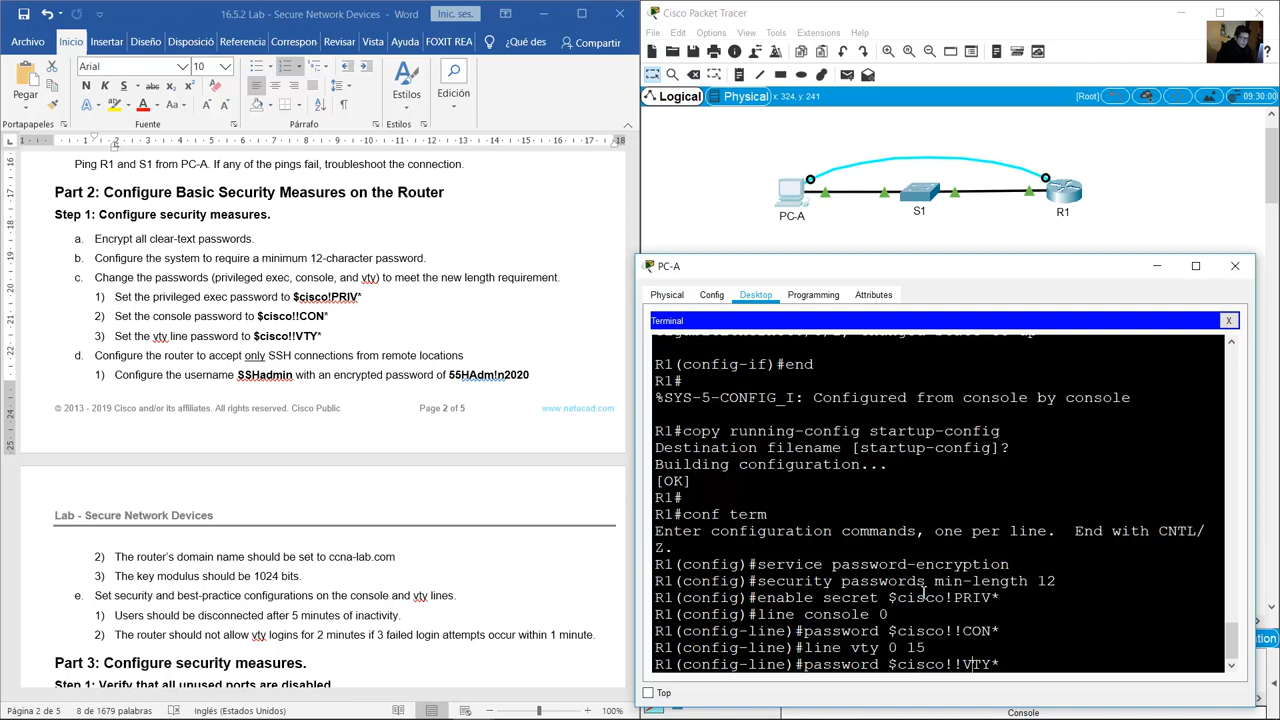 16.5.2 Lab - Secure Network Devices - Word
Inic. ses.
Archivo
Inicio
Insertar
Disposició
Referencia
Correspon
Revisar
Vista
Ayuda
FOXIT REA
¿Qué des
Compartir
Pegar
Arial
10
Estilos
Edición
Portapapeles
Fuente
Párrafo
Estilos
Ping R1 and S1 from PC-A. If any of the pings fail, troubleshoot the connection.
Part 2: Configure Basic Security Measures on the Router
Step 1: Configure security measures.
a. Encrypt all clear-text passwords.
b. Configure the system to require a minimum 12-character password.
c. Change the passwords (privileged exec, console, and vty) to meet the new length requirement.
1) Set the privileged exec password to $cisco!PRIV*
2) Set the console password to $cisco!!CON*
3) Set the vty line password to $cisco!!VTY*
d. Configure the router to accept only SSH connections from remote locations
1) Configure the username SSHadmin with an encrypted password of 55HAdm!n2020
© 2013 - 2019 Cisco and/or its affiliates. All rights reserved. Cisco Public Page 2 of 5 www.netacad.com
Lab - Secure Network Devices
2) The router's domain name should be set to ccna-lab.com
3) The key modulus should be 1024 bits.
e. Set security and best-practice configurations on the console and vty lines.
1) Users should be disconnected after 5 minutes of inactivity.
2) The router should not allow vty logins for 2 minutes if 3 failed login attempts occur within 1 minute.
Part 3: Configure security measures.
Step 1: Verify that all unused ports are disabled.
Página 2 de 5 8 de 1679 palabras Inglés (Estados Unidos) 100%
Cisco Packet Tracer
File Edit Options View Tools Extensions Help
Logical Physical x: 324, y: 241 [Root] 09:30:00
PC-A
S1
R1
PC-A
Physical Config Desktop Programming Attributes
Terminal X
R1(config-if)#end
R1#
%SYS-5-CONFIG_I: Configured from console by console
R1#copy running-config startup-config
Destination filename [startup-config]?
Building configuration...
[OK]
R1#
R1#conf term
Enter configuration commands, one per line. End with CNTL/
Z.
R1(config)#service password-encryption
R1(config)#security passwords min-length 12
R1(config)#enable secret $cisco!PRIV*
R1(config)#line console 0
R1(config-line)#password $cisco!!CON*
R1(config-line)#line vty 0 15
R1(config-line)#password $cisco!!VTY*
Top
Console